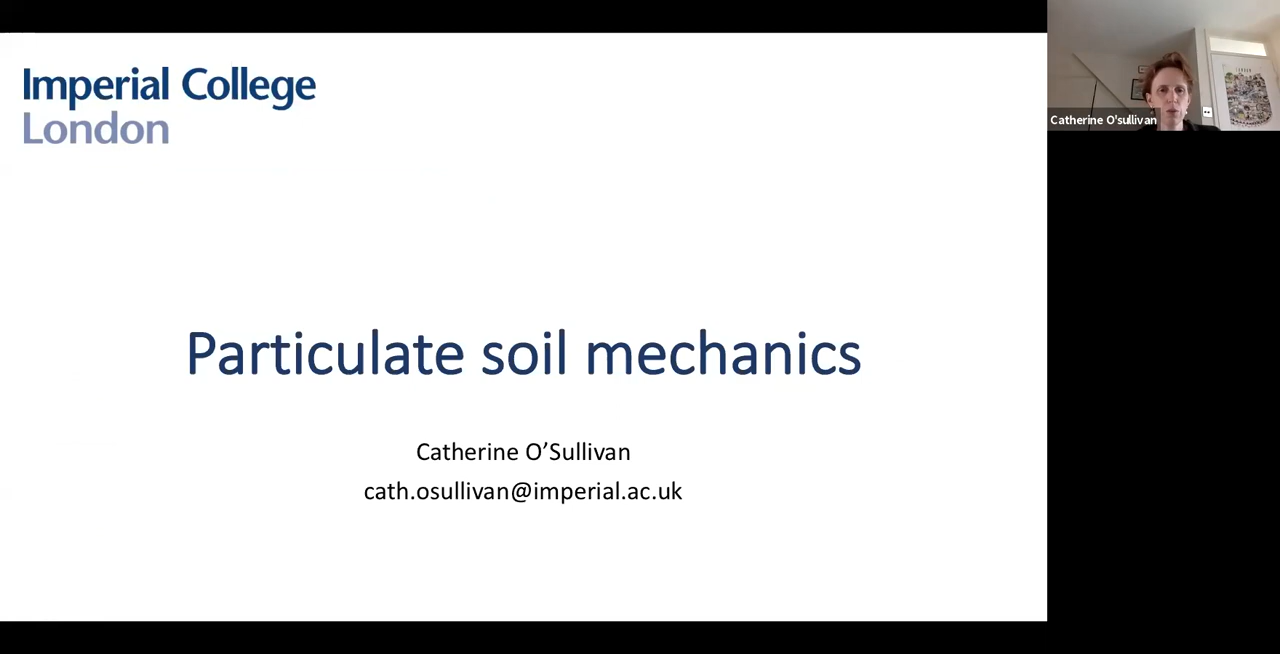 Imperial College
London
Particulate soil mechanics
Catherine O’Sullivan
cath.osullivan@imperial.ac.uk
Catherine O'sullivan